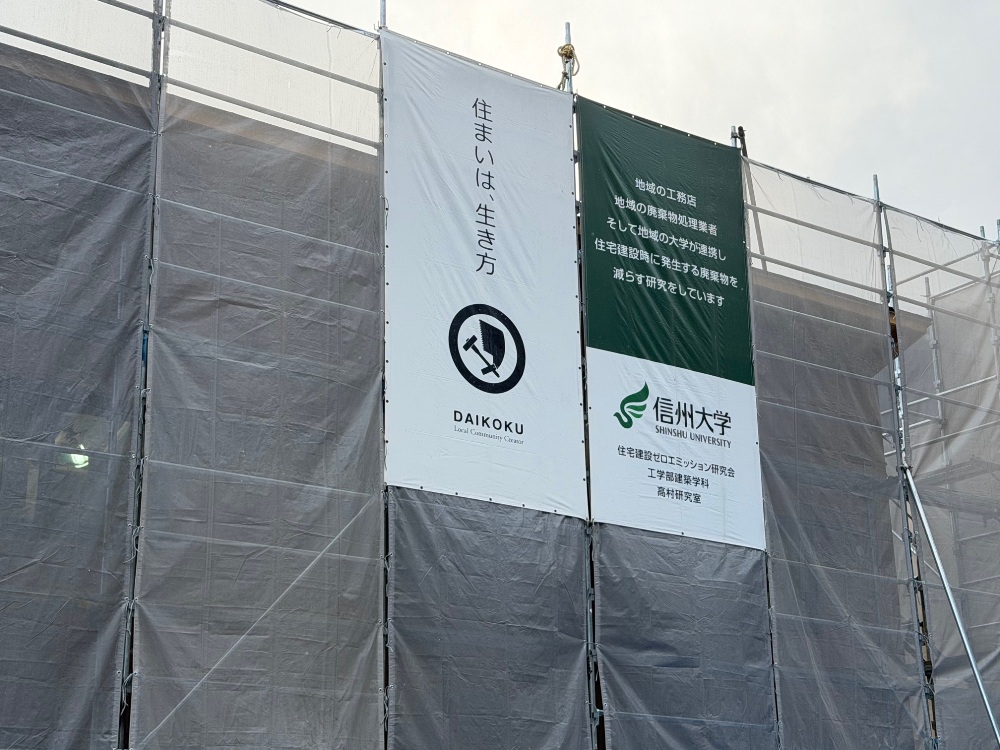 住まいは、生き方
DAIKOKU
Local Community Creator
地域の工務店
地域の廃棄物処理業者
そして地域の大学が連携し
住宅建設時に発生する廃棄物を
減らす研究をしています
信州大学
SHINSHU UNIVERSITY
住宅建設ゼロエミッション研究会
工学部建築学科
高村研究室